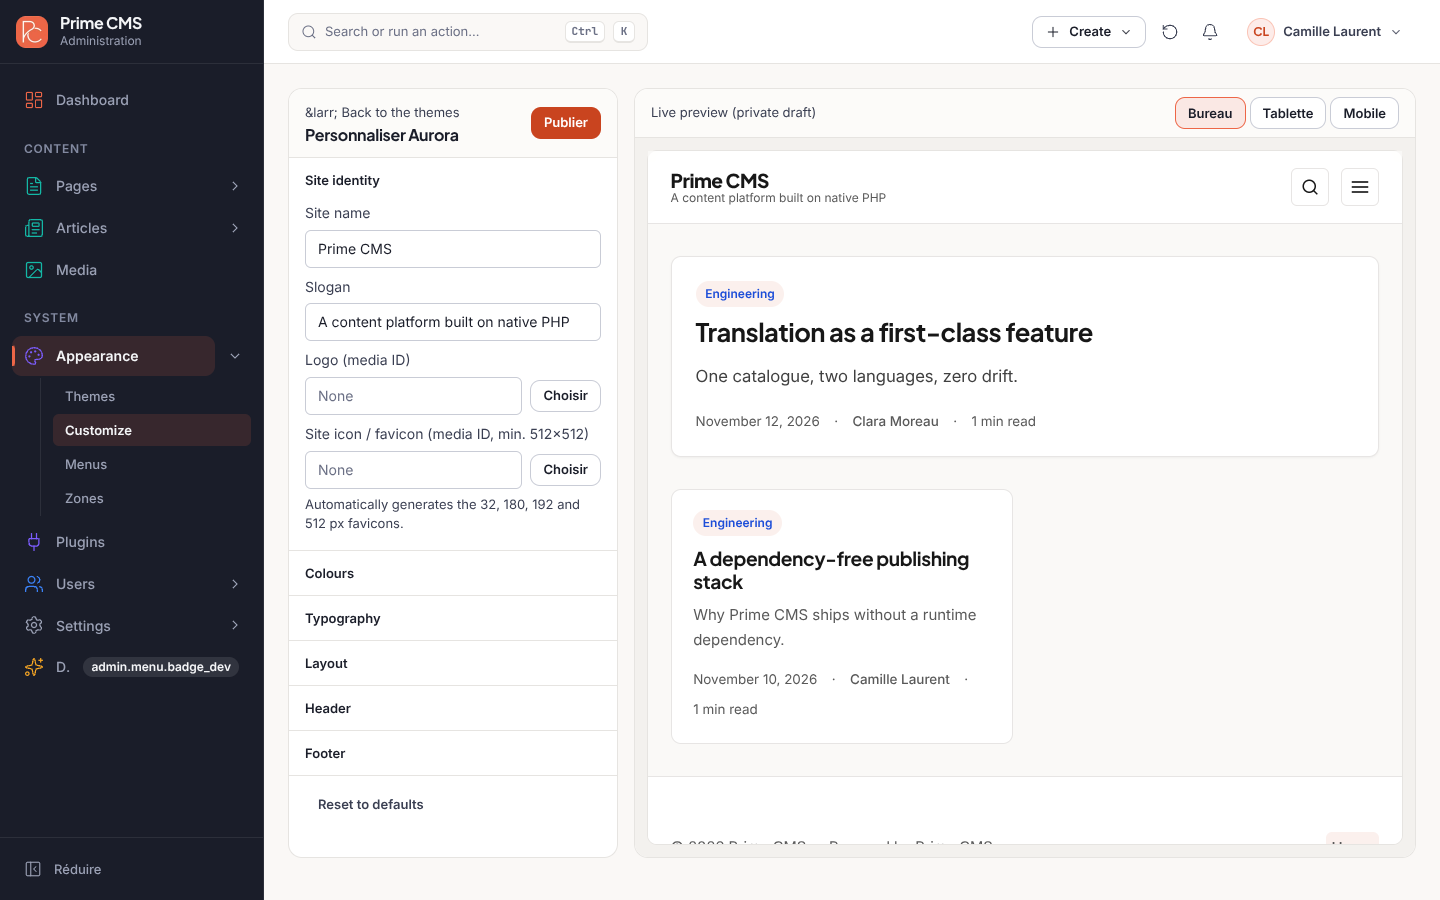 Prime CMS
Administration
Search or run an action...
Ctrl
K
Create
CL
Camille Laurent
Dashboard
CONTENT
Pages
Articles
Media
SYSTEM
Appearance
Themes
Customize
Menus
Zones
Plugins
Users
Settings
D.
admin.menu.badge_dev
Réduire
&larr; Back to the themes
Personnaliser Aurora
Publier
Site identity
Site name
Prime CMS
Slogan
A content platform built on native PHP
Logo (media ID)
None
Choisir
Site icon / favicon (media ID, min. 512×512)
None
Choisir
Automatically generates the 32, 180, 192 and
512 px favicons.
Colours
Typography
Layout
Header
Footer
Reset to defaults
Live preview (private draft)
Bureau
Tablette
Mobile
Prime CMS
A content platform built on native PHP
Engineering
Translation as a first-class feature
One catalogue, two languages, zero drift.
November 12, 2026 · Clara Moreau · 1 min read
Engineering
A dependency-free publishing
stack
Why Prime CMS ships without a runtime
dependency.
November 10, 2026 · Camille Laurent ·
1 min read